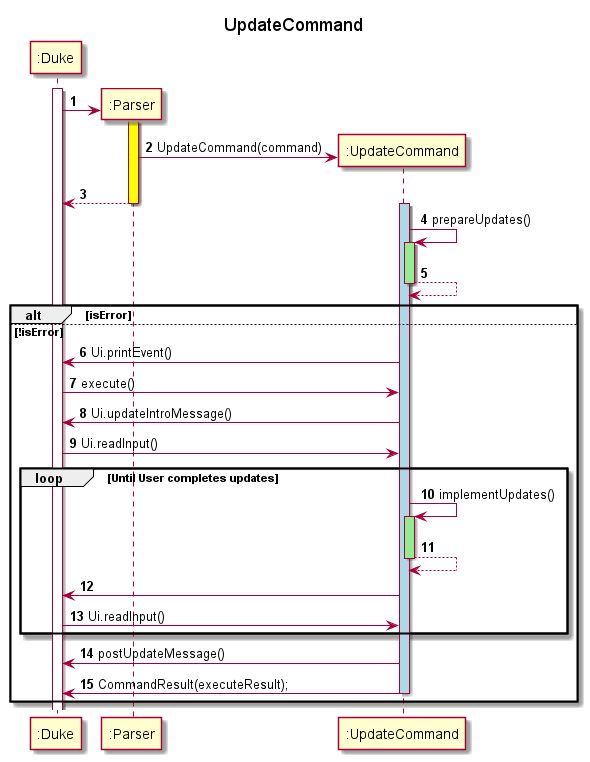 UpdateCommand
:Duke
1
:Parser
2 UpdateCommand(command)
:UpdateCommand
3
4 prepareUpdates()
5
alt [isError]
[!isError]
6 Ui.printEvent()
7 execute()
8 Ui.updateIntroMessage()
9 Ui.readInput()
loop [Until User completes updates]
10 implementUpdates()
11
12
13 Ui.readInput()
14 postUpdateMessage()
15 CommandResult(executeResult);
:Duke :Parser :UpdateCommand